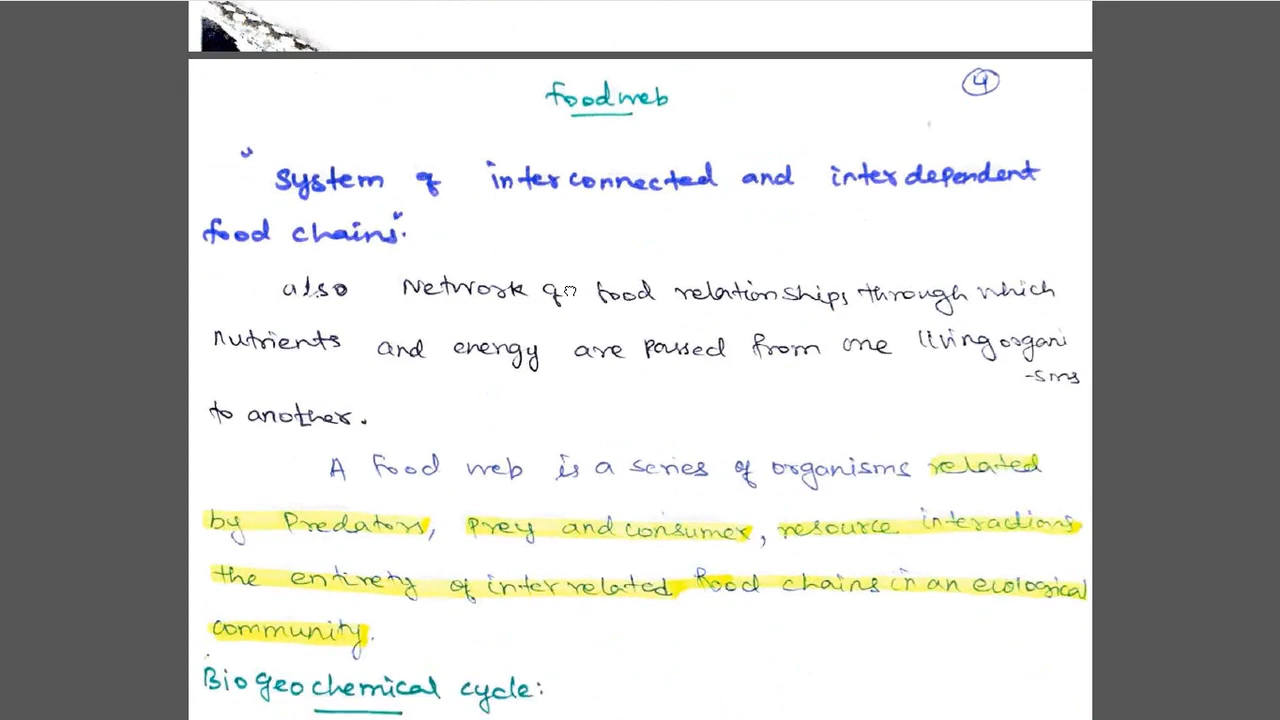 foodweb
4
"System of interconnected and interdependent
food chains".
also Network of food relationships, through which
nutrients and energy are passed from one living organi
-sms
to another.
A food web is a series of organisms related
by Predators, prey and consumer, resource interactions
the entirety of interrelated food chains in an ecological
community.
Biogeochemical cycle: